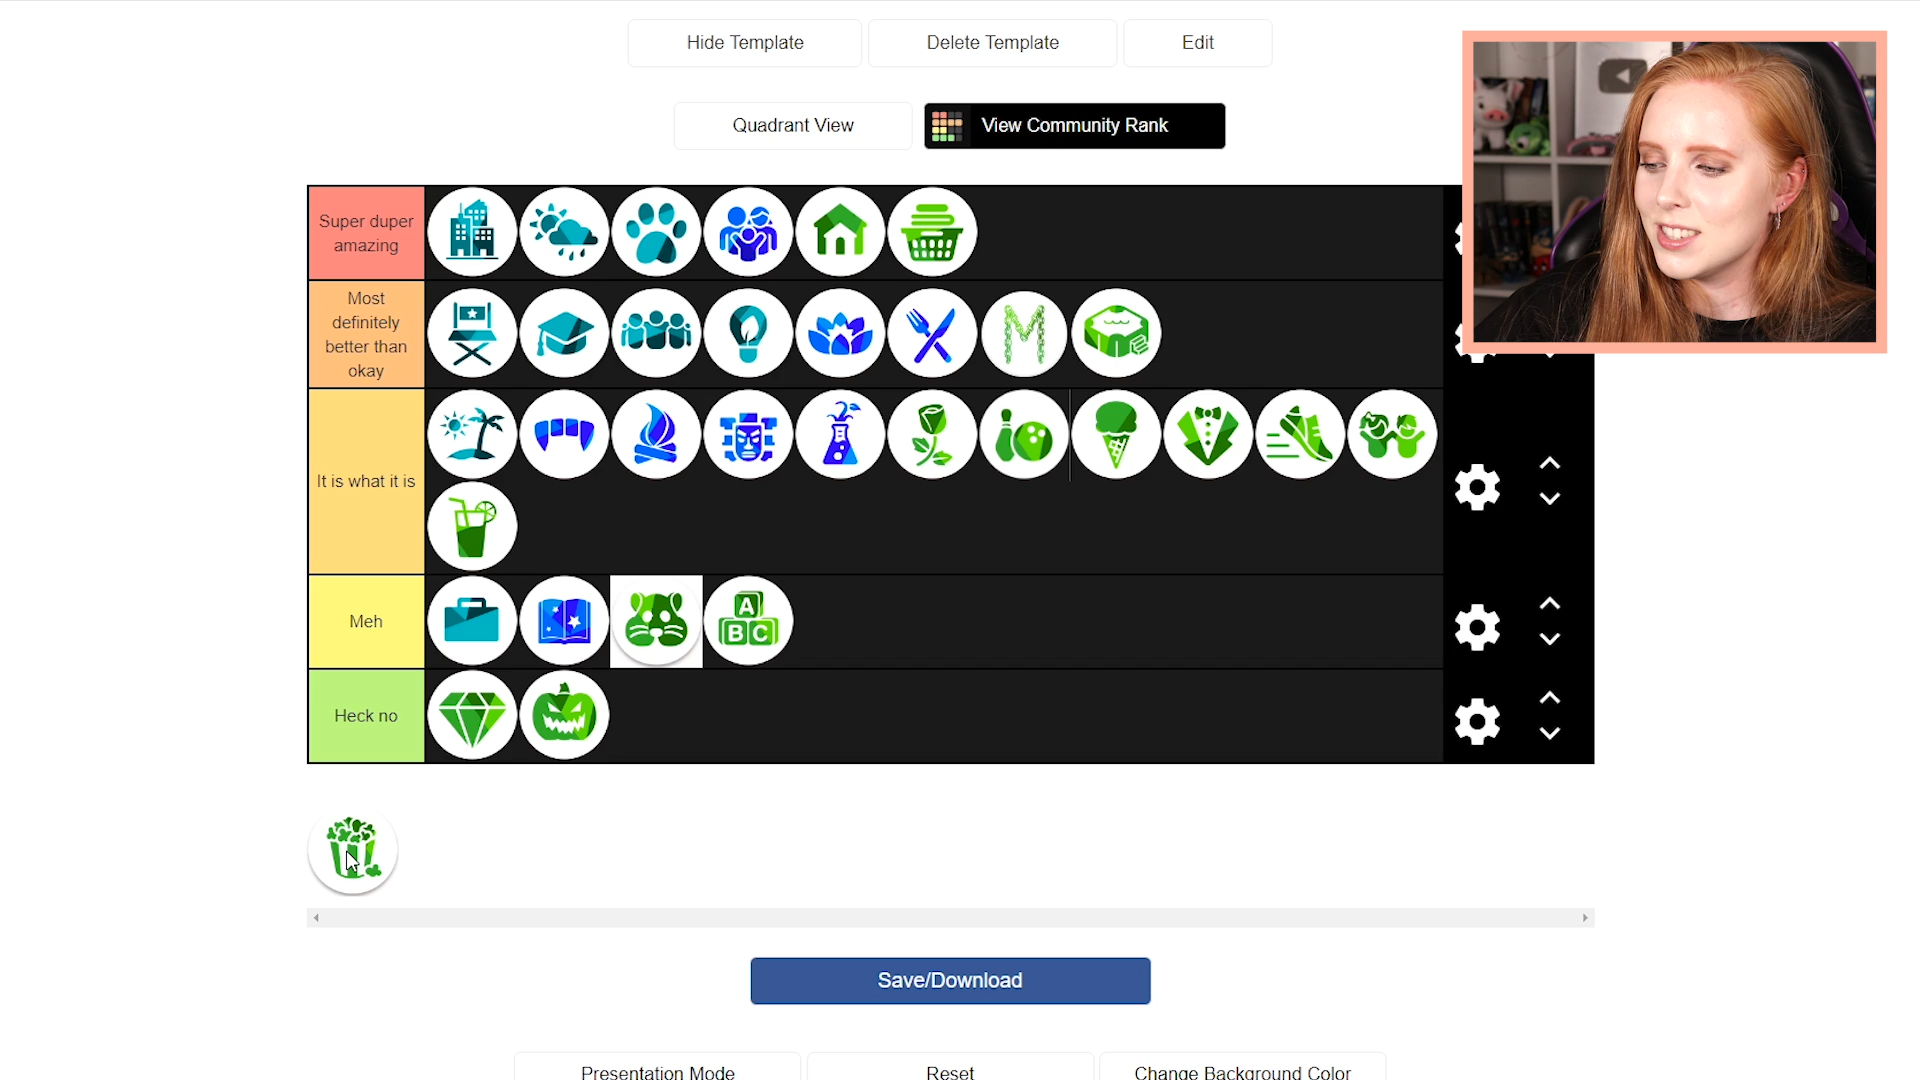 Hide Template
Delete Template
Edit
Quadrant View
View Community Rank
Super duper
amazing
Most
definitely
better than
okay
M
It is what it is
Meh
A
B C
Heck no
Save/Download
Presentation Mode
Reset
Change Background Color